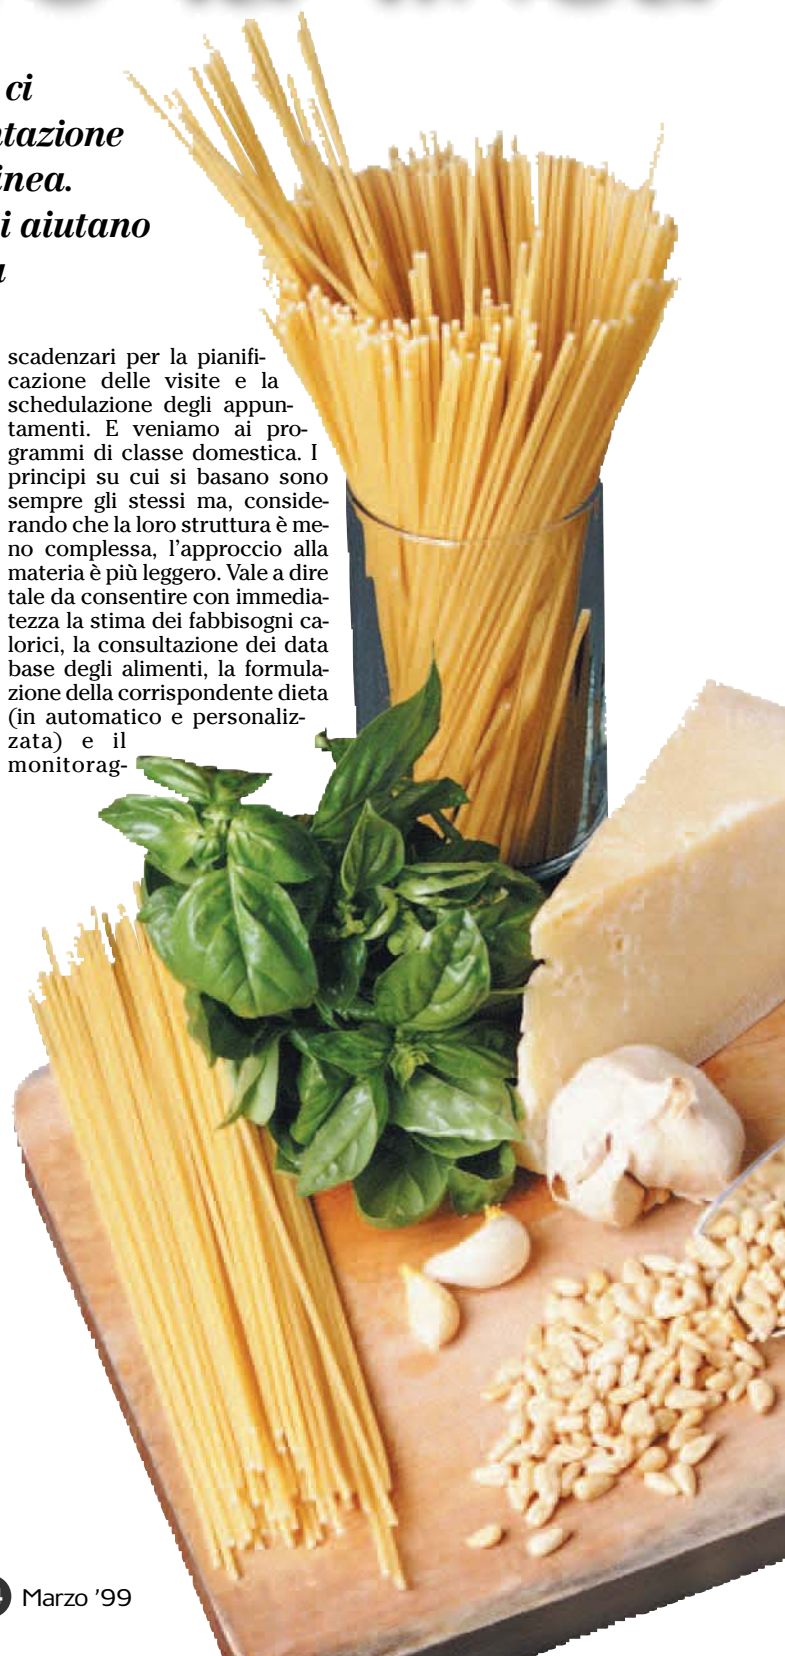 ci
inea.
i aiutano
scadenzari per la pianifi-
cazione delle visite e la
schedulazione degli appun-
tamenti. E veniamo ai pro-
grammi di classe domestica. I
principi su cui si basano sono
sempre gli stessi ma, conside-
rando che la loro struttura è me-
no complessa, l’approccio alla
materia è più leggero. Vale a dire
tale da consentire con immedia-
tezza la stima dei fabbisogni ca-
lorici, la consultazione dei data
base degli alimenti, la formula-
zione della corrispondente dieta
(in automatico e personaliz-
zata) e il
monitorag-
Marzo ’99